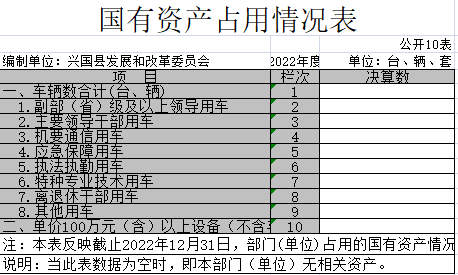 国有资产占用情况表
公开10表
编制单位：兴国县发展和改革委员会 2022年度 单位：台、辆、套
项 目 栏次 决算数
一、车辆数合计(台、辆) 1
1.副部（省）级及以上领导用车 2
2.主要领导干部用车 3
3.机要通信用车 4
4.应急保障用车 5
5.执法执勤用车 6
6.特种专业技术用车 7
7.离退休干部用车 8
8.其他用车 9
二、单价100万元（含）以上设备（不含车 10
注：本表反映截止2022年12月31日，部门(单位)占用的国有资产情况
说明：当此表数据为空时，即本部门（单位）无相关资产。